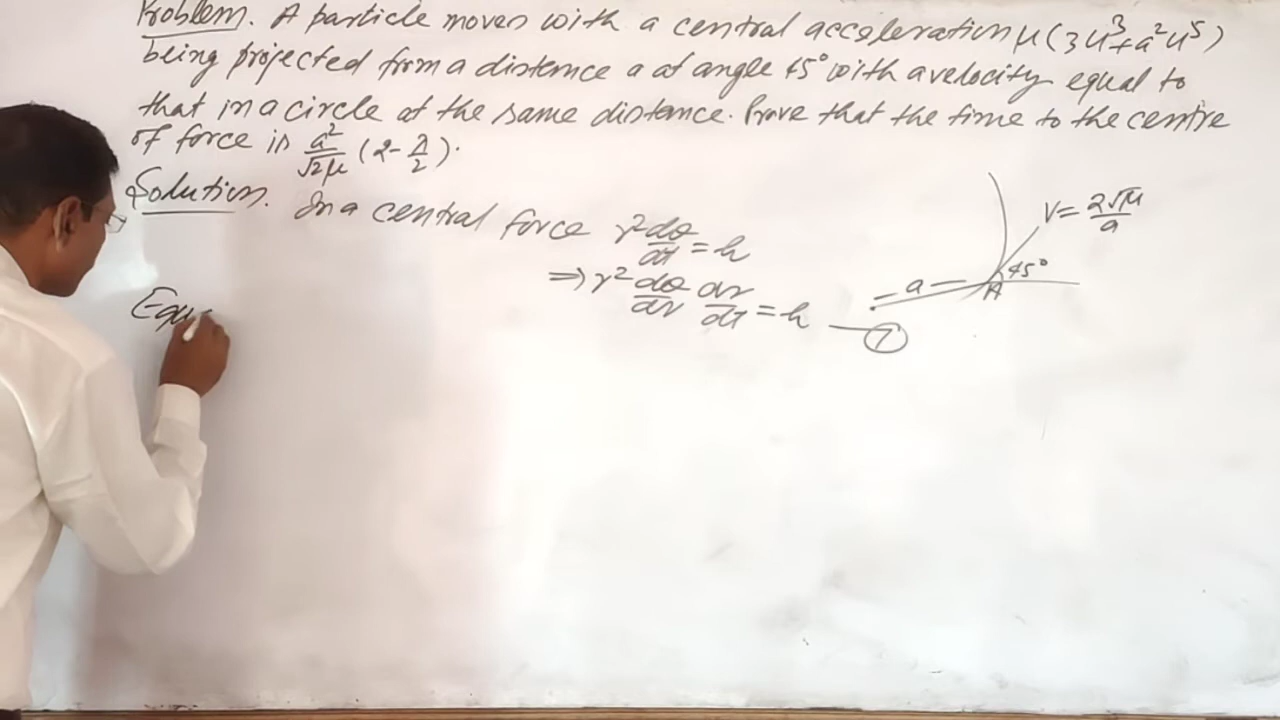 Problem. A particle moves with a central acceleration μ(3u³+a²u⁵)
being projected from a distance a at angle 45° with a velocity equal to
that in a circle at the same distance. Prove that the time to the centre
of force is a²/√2μ (2-π/2).
Solution. In a central force r² dθ/dt = h
⇒ r² dθ/dr dr/dt = h — ①
V = 2√μ/a
45°
a
A
Equ